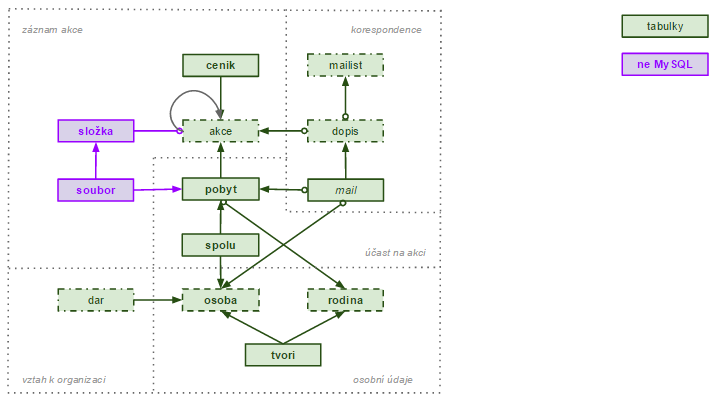 záznam akce
korespondence
tabulky
ceník
mailist
ne MySQL
složka
akce
dopis
soubor
pobyt
mail
spolu
účast na akci
dar
osoba
rodina
tvori
vztah k organizaci
osobní údaje